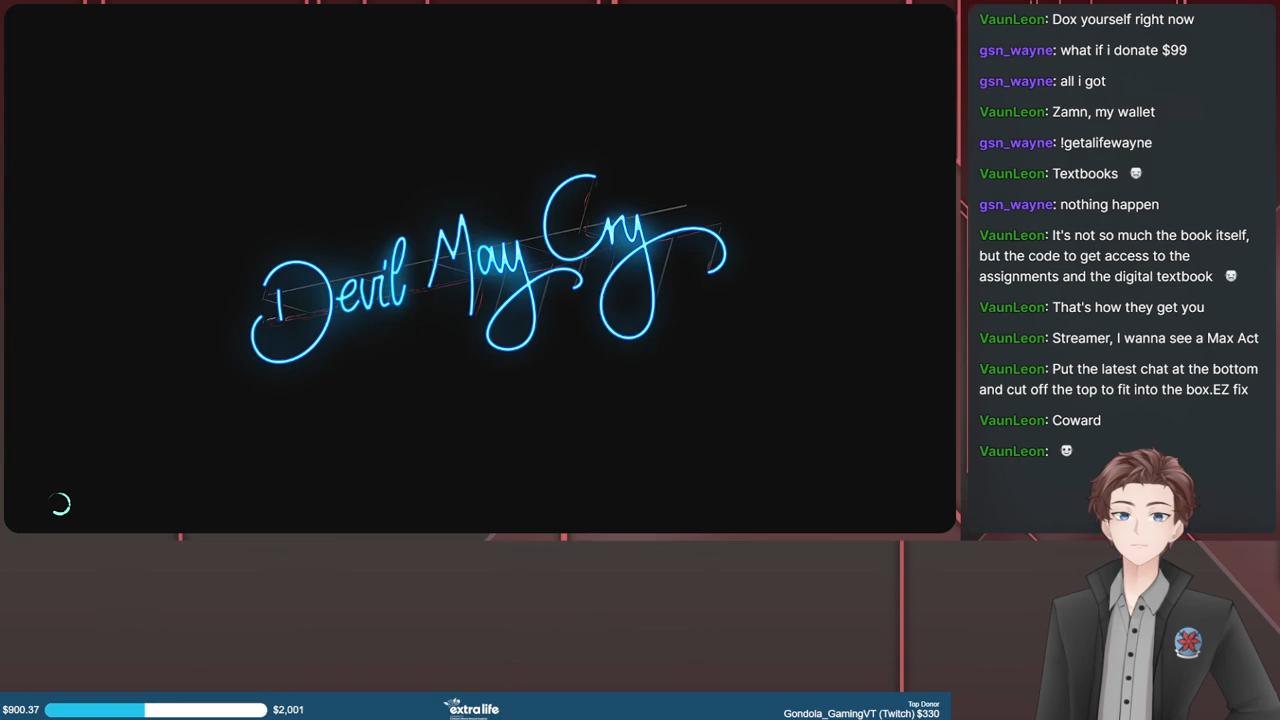 VaunLeon: Dox yourself right now
gsn_wayne: what if i donate $99
gsn_wayne: all i got
VaunLeon: Zamn, my wallet
gsn_wayne: !getalifewayne
VaunLeon: Textbooks
gsn_wayne: nothing happen
VaunLeon: It's not so much the book itself,
but the code to get access to the
assignments and the digital textbook
VaunLeon: That's how they get you
VaunLeon: Streamer, I wanna see a Max Act
VaunLeon: Put the latest chat at the bottom
and cut off the top to fit into the box.EZ fix
VaunLeon: Coward
VaunLeon:
Devil May Cry
$900.37
$2,001
extralife
Top Donor
Gondola_GamingVT (Twitch) $330